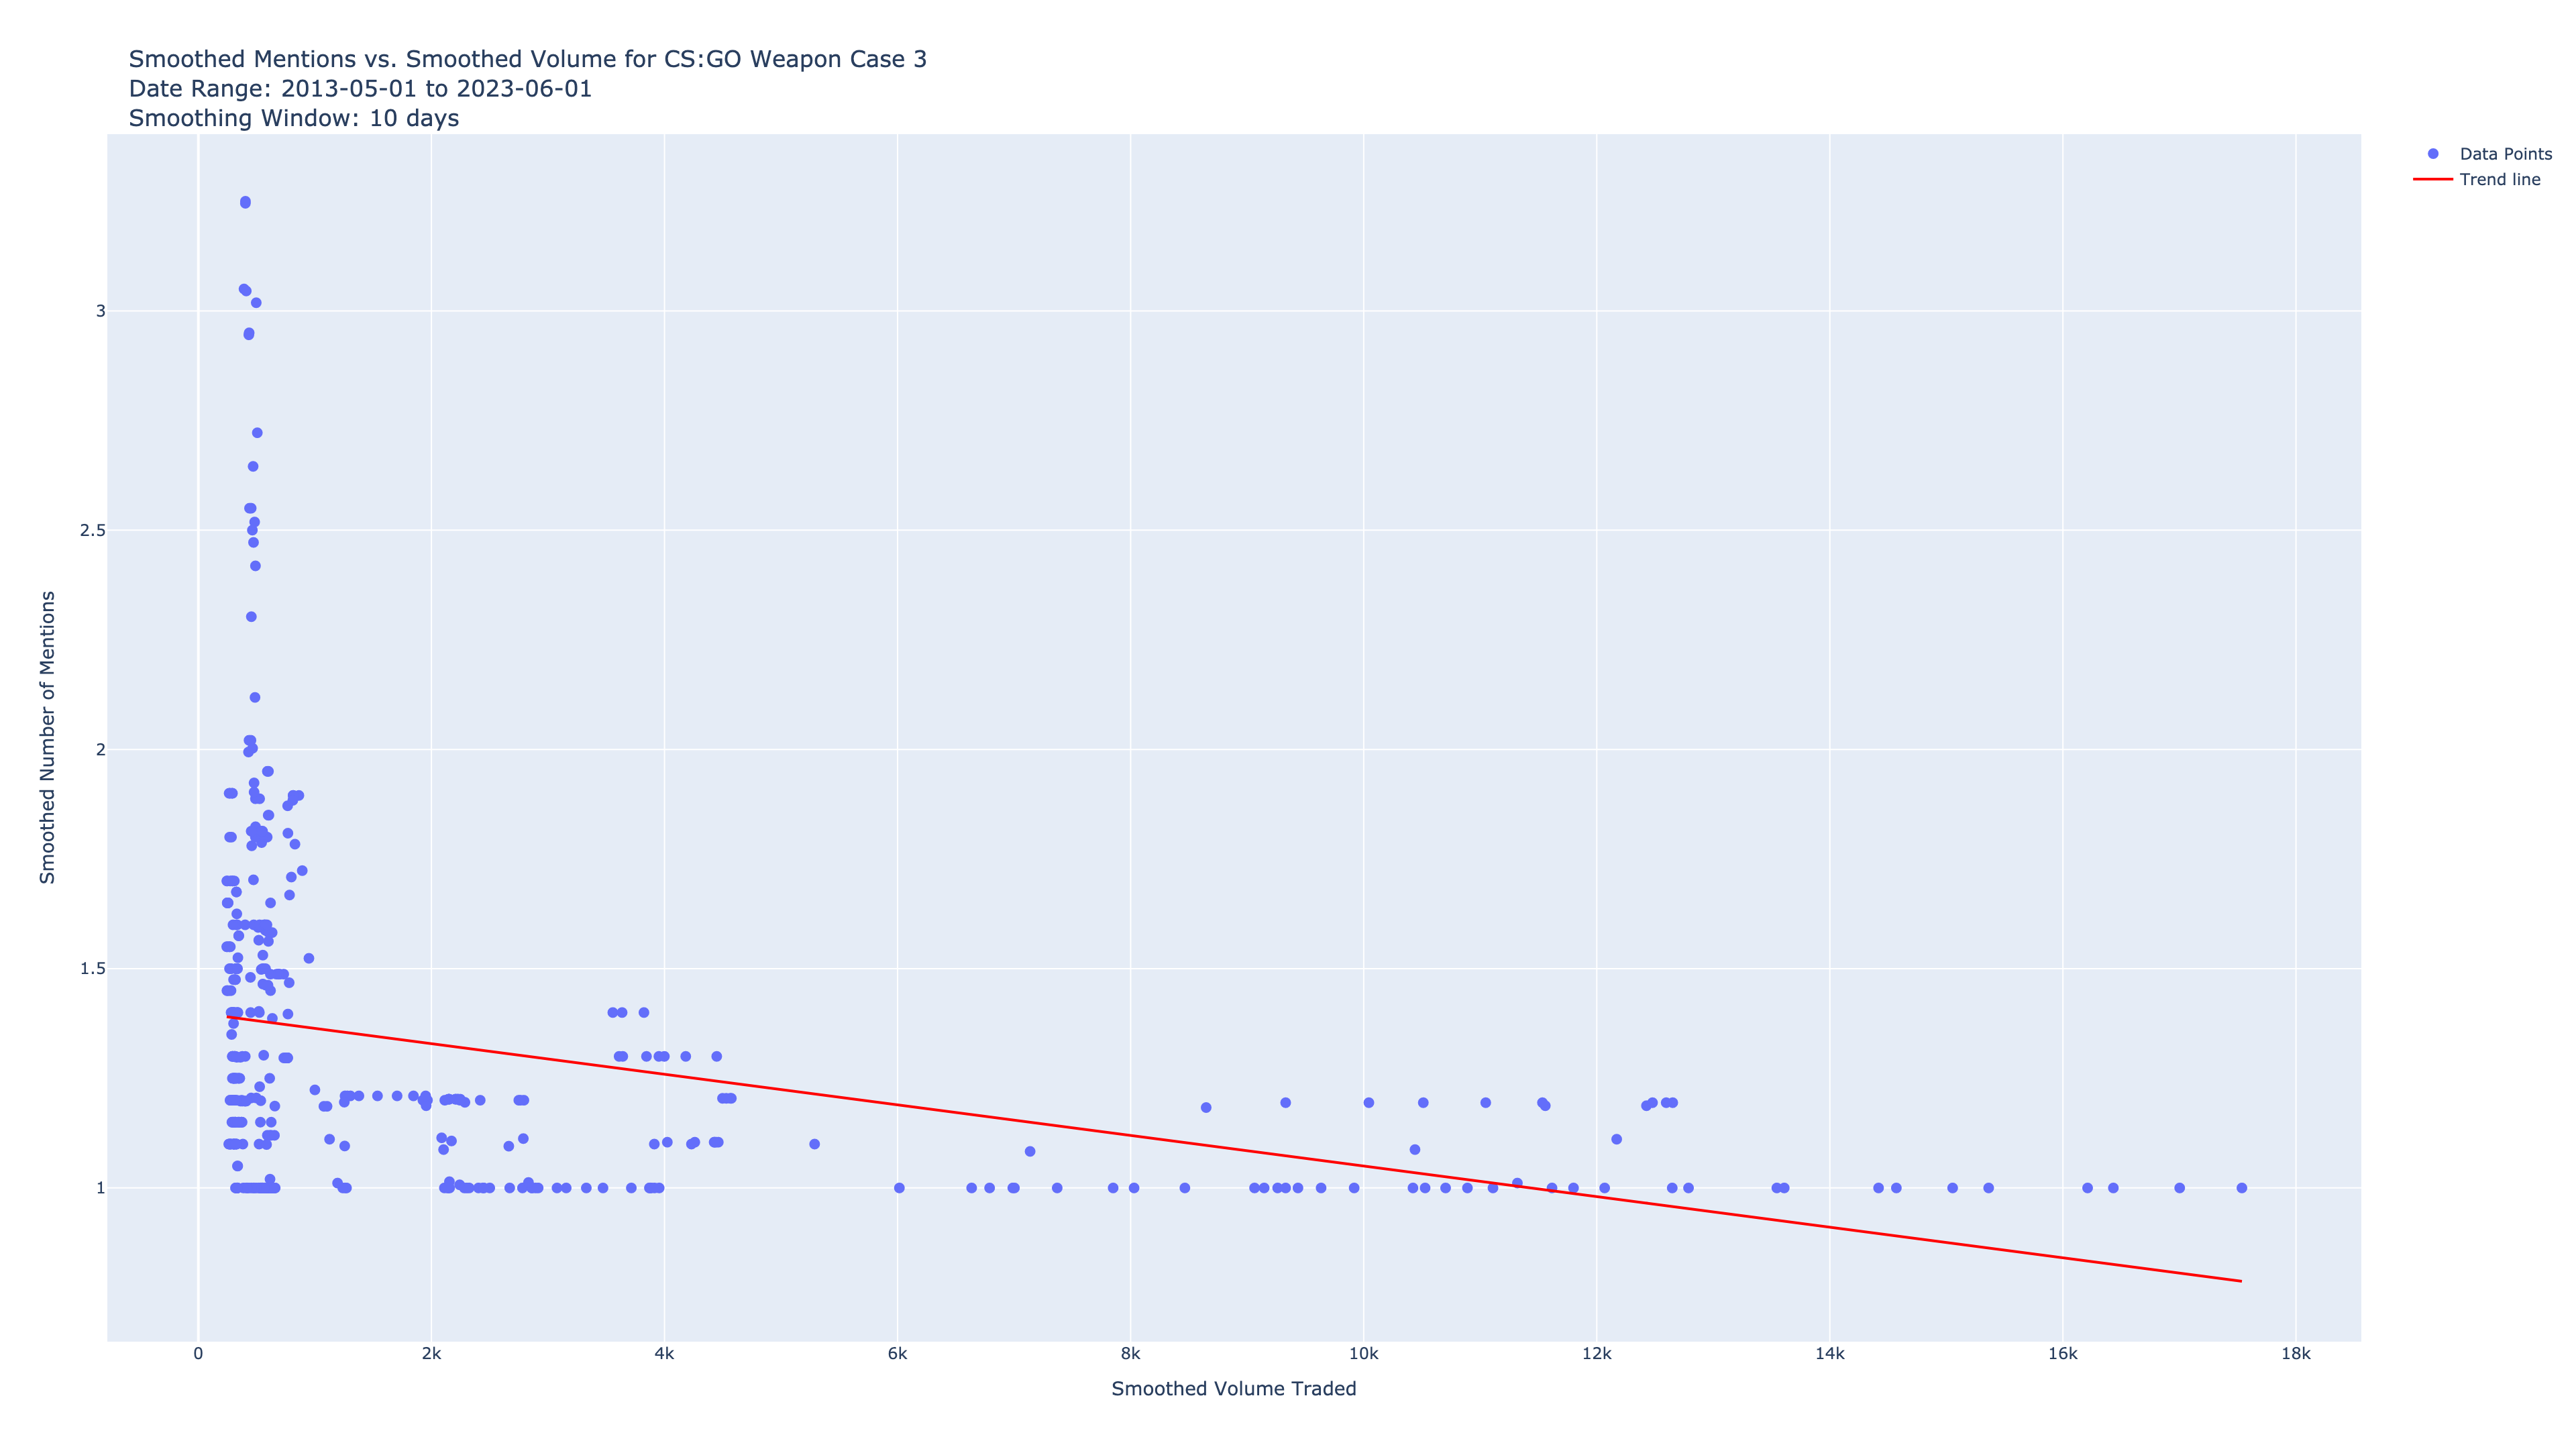 Smoothed Mentions vs. Smoothed Volume for CS:GO Weapon Case 3
Date Range: 2013-05-01 to 2023-06-01
Smoothing Window: 10 days
Data Points
Trend line
3
2.5
2
1.5
1
Smoothed Number of Mentions
0
2k
4k
6k
8k
10k
12k
14k
16k
18k
Smoothed Volume Traded